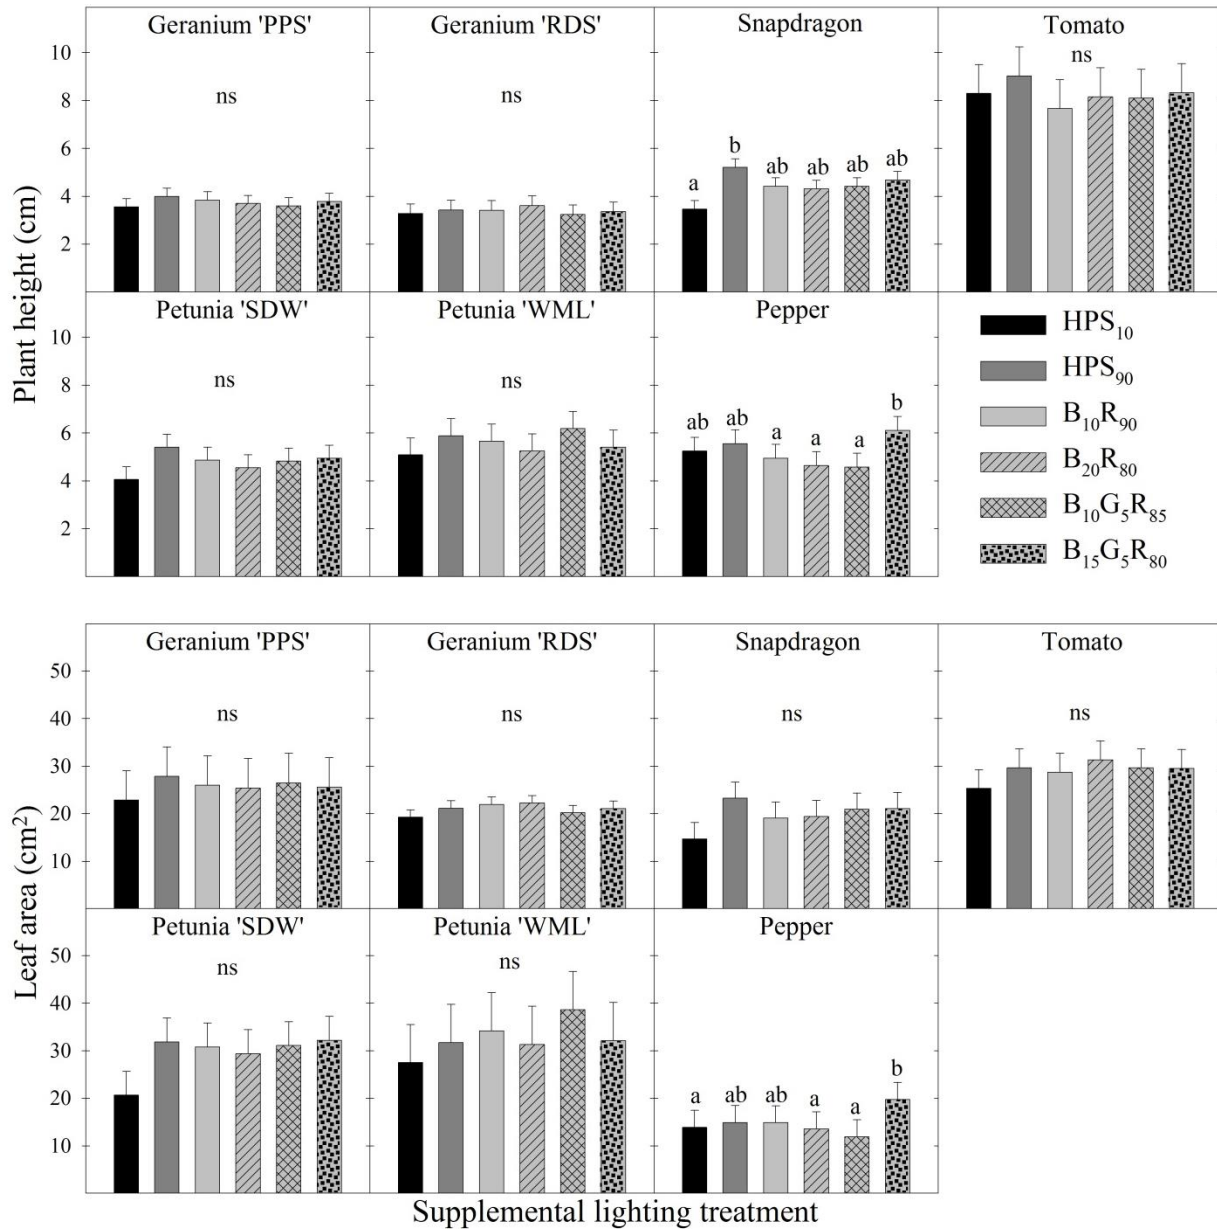 Geranium 'PPS'
Geranium 'RDS'
Snapdragon
Tomato
Plant height (cm)
10
8
6
4
2
ns
ns
a
b
ab
ab
ab
ab
ns
Petunia 'SDW'
Petunia 'WML'
Pepper
10
8
6
4
2
ns
ns
ab
ab
a
a
a
b
HPS₁₀
HPS₉₀
B₁₀R₉₀
B₂₀R₈₀
B₁₀G₅R₈₅
B₁₅G₅R₈₀
Geranium 'PPS'
Geranium 'RDS'
Snapdragon
Tomato
Leaf area (cm²)
50
40
30
20
10
ns
ns
ns
ns
Petunia 'SDW'
Petunia 'WML'
Pepper
50
40
30
20
10
ns
ns
a
ab
ab
a
a
b
Supplemental lighting treatment